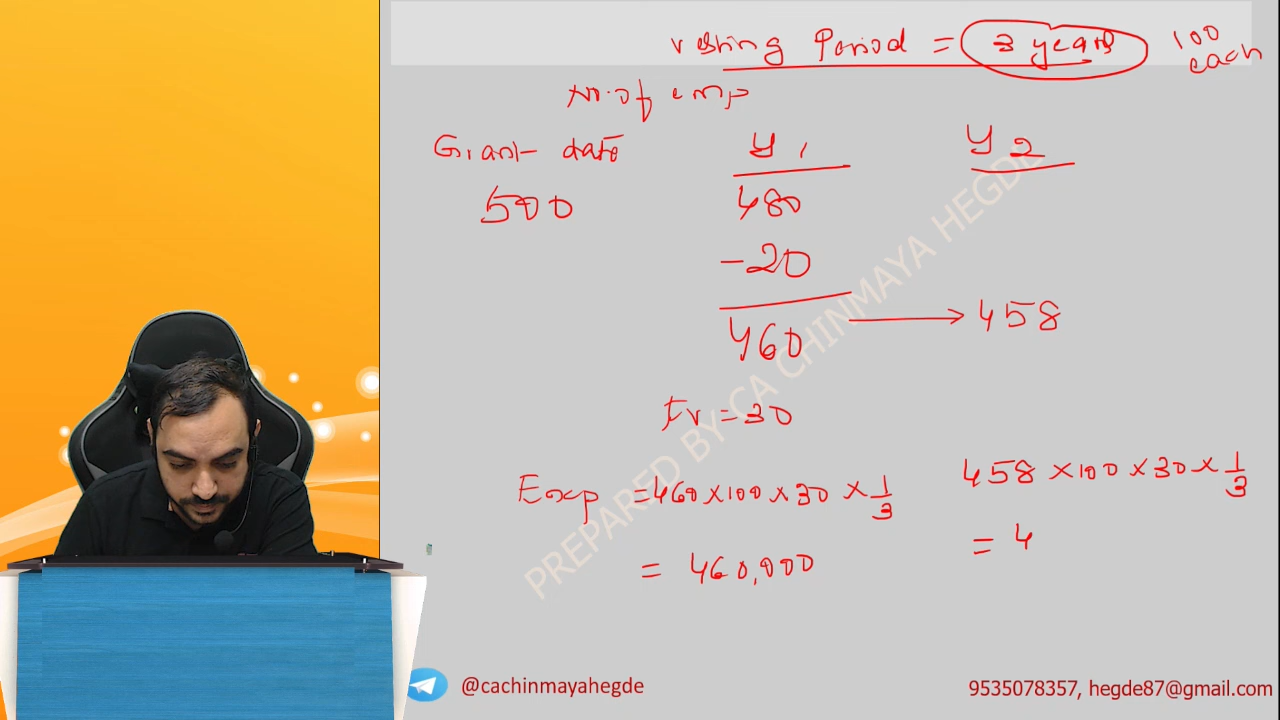 Vesting Period = 3 years 100 each
No. of emp
Grant date Y1 Y2
500 480
-20
460 → 458
FV = 30
Exp = 460 × 100 × 30 × 1/3 458 × 100 × 30 × 1/3
= 460,000 = 4
PREPARED BY CA CHINMAYA HEGDE
@cachinmayahegde 9535078357, hegde87@gmail.com